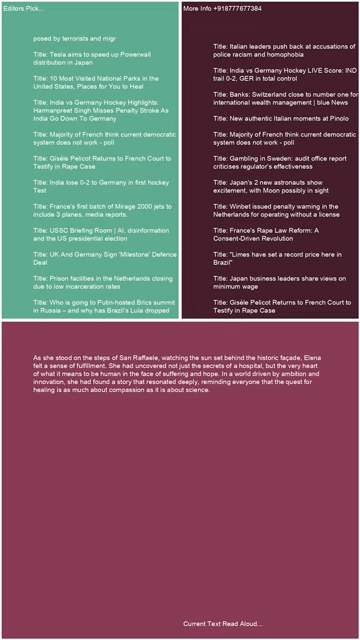 Editors Pick...
posed by terrorists and migr
Title: Tesla aims to speed up Powerwall
distribution in Japan
Title: 10 Most Visited National Parks in the
United States, Places for You to Heal
Title: India vs Germany Hockey Highlights:
Harmanpreet Singh Misses Penalty Stroke As
India Go Down To Germany
Title: Majority of French think current democratic
system does not work - poll
Title: Gisèle Pelicot Returns to French Court to
Testify in Rape Case
Title: India lose 0-2 to Germany in first hockey
Test
Title: France's first batch of Mirage 2000 jets to
include 3 planes, media reports.
Title: USSC Briefing Room | AI, disinformation
and the US presidential election
Title: UK And Germany Sign 'Milestone' Defence
Deal
Title: Prison facilities in the Netherlands closing
due to low incarceration rates
Title: Who is going to Putin-hosted Brics summit
in Russia – and why has Brazil's Lula dropped
More Info +918777677384
Title: Italian leaders push back at accusations of
police racism and homophobia
Title: India vs Germany Hockey LIVE Score: IND
trail 0-2, GER in total control
Title: Banks: Switzerland close to number one for
international wealth management | blue News
Title: New authentic Italian moments at Pinolo
Title: Majority of French think current democratic
system does not work - poll
Title: Gambling in Sweden: audit office report
criticises regulator's effectiveness
Title: Japan's 2 new astronauts show
excitement, with Moon possibly in sight
Title: Winbet issued penalty warning in the
Netherlands for operating without a license
Title: France's Rape Law Reform: A
Consent-Driven Revolution
Title: "Limes have set a record price here in
Brazil"
Title: Japan business leaders share views on
minimum wage
Title: Gisèle Pelicot Returns to French Court to
Testify in Rape Case
As she stood on the steps of San Raffaele, watching the sun set behind the historic façade, Elena
felt a sense of fulfillment. She had uncovered not just the secrets of a hospital, but the very heart
of what it means to be human in the face of suffering and hope. In a world driven by ambition and
innovation, she had found a story that resonated deeply, reminding everyone that the quest for
healing is as much about compassion as it is about science.
Current Text Read Aloud...